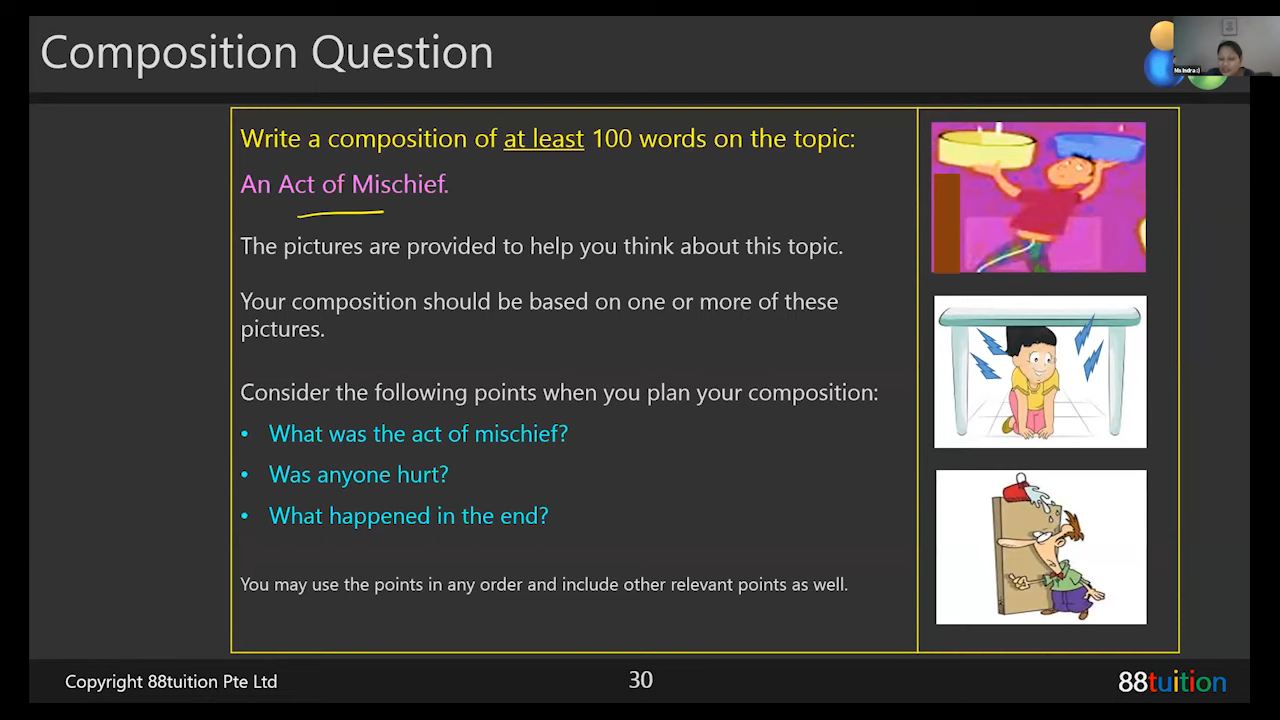 Composition Question
Ms Indra :)
Write a composition of at least 100 words on the topic:
An Act of Mischief.
The pictures are provided to help you think about this topic.
Your composition should be based on one or more of these
pictures.
Consider the following points when you plan your composition:
• What was the act of mischief?
• Was anyone hurt?
• What happened in the end?
You may use the points in any order and include other relevant points as well.
Copyright 88tuition Pte Ltd
30
88tuition